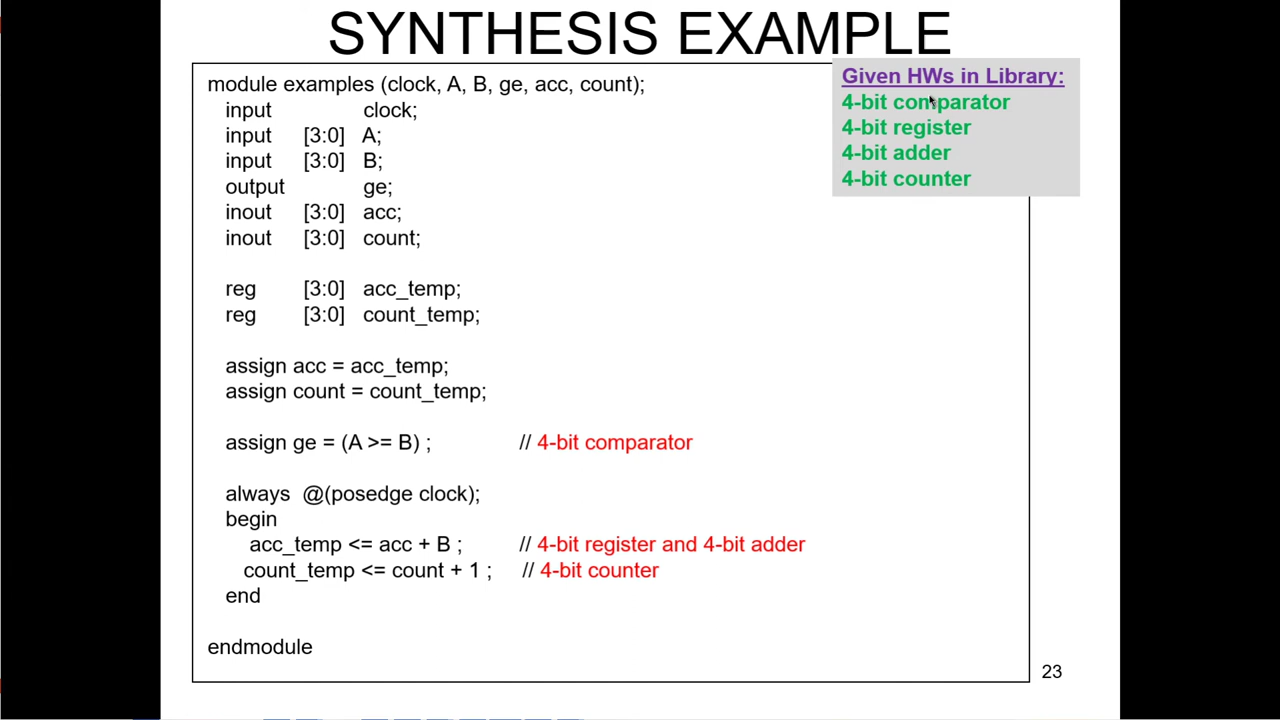 SYNTHESIS EXAMPLE
Given HWs in Library:
4-bit comparator
4-bit register
4-bit adder
4-bit counter
module examples (clock, A, B, ge, acc, count);
input clock;
input [3:0] A;
input [3:0] B;
output ge;
inout [3:0] acc;
inout [3:0] count;
reg [3:0] acc_temp;
reg [3:0] count_temp;
assign acc = acc_temp;
assign count = count_temp;
assign ge = (A >= B) ; // 4-bit comparator
always @(posedge clock);
begin
acc_temp <= acc + B ; // 4-bit register and 4-bit adder
count_temp <= count + 1 ; // 4-bit counter
end
endmodule
23